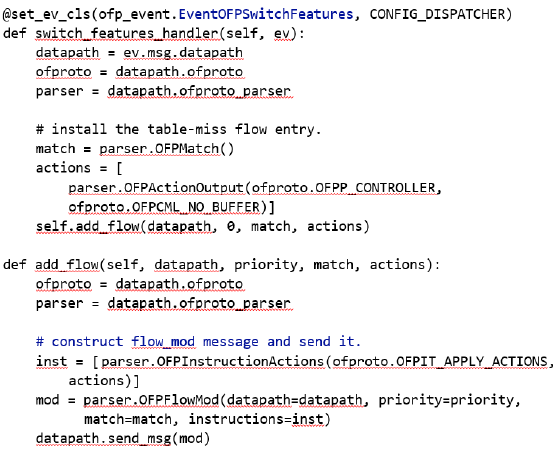 @set_ev_cls(ofp_event.EventOFPSwitchFeatures, CONFIG_DISPATCHER)
def switch_features_handler(self, ev):
    datapath = ev.msg.datapath
    ofproto = datapath.ofproto
    parser = datapath.ofproto_parser

    # install the table-miss flow entry.
    match = parser.OFPMatch()
    actions = [
        parser.OFPActionOutput(ofproto.OFPP_CONTROLLER,
        ofproto.OFPCML_NO_BUFFER)]
    self.add_flow(datapath, 0, match, actions)

def add_flow(self, datapath, priority, match, actions):
    ofproto = datapath.ofproto
    parser = datapath.ofproto_parser

    # construct flow_mod message and send it.
    inst = [parser.OFPInstructionActions(ofproto.OFPIT_APPLY_ACTIONS,
        actions)]
    mod = parser.OFPFlowMod(datapath=datapath, priority=priority,
          match=match, instructions=inst)
    datapath.send_msg(mod)